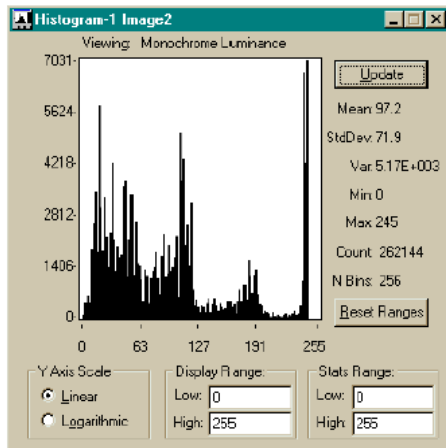 Histogram-1 Image2
Viewing: Monochrome Luminance
7031
5624
4218
2812
1406
0
0 63 127 191 255
Update
Mean: 97.2
StdDev: 71.9
Var: 5.17E+003
Min: 0
Max: 245
Count: 262144
N Bins: 256
Reset Ranges
Y Axis Scale
Linear
Logarithmic
Display Range:
Low: 0
High: 255
Stats Range:
Low: 0
High: 255